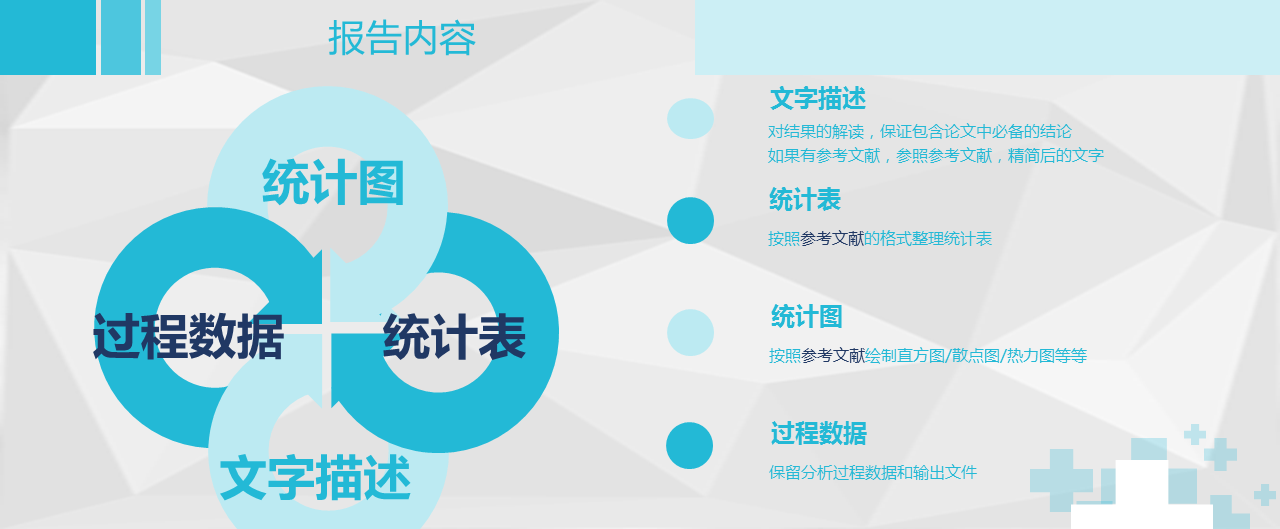 报告内容
统计图
过程数据
统计表
文字描述
文字描述
对结果的解读，保证包含论文中必备的结论
如果有参考文献，参照参考文献，精简后的文字
统计表
按照参考文献的格式整理统计表
统计图
按照参考文献绘制直方图/散点图/热力图等等
过程数据
保留分析过程数据和输出文件